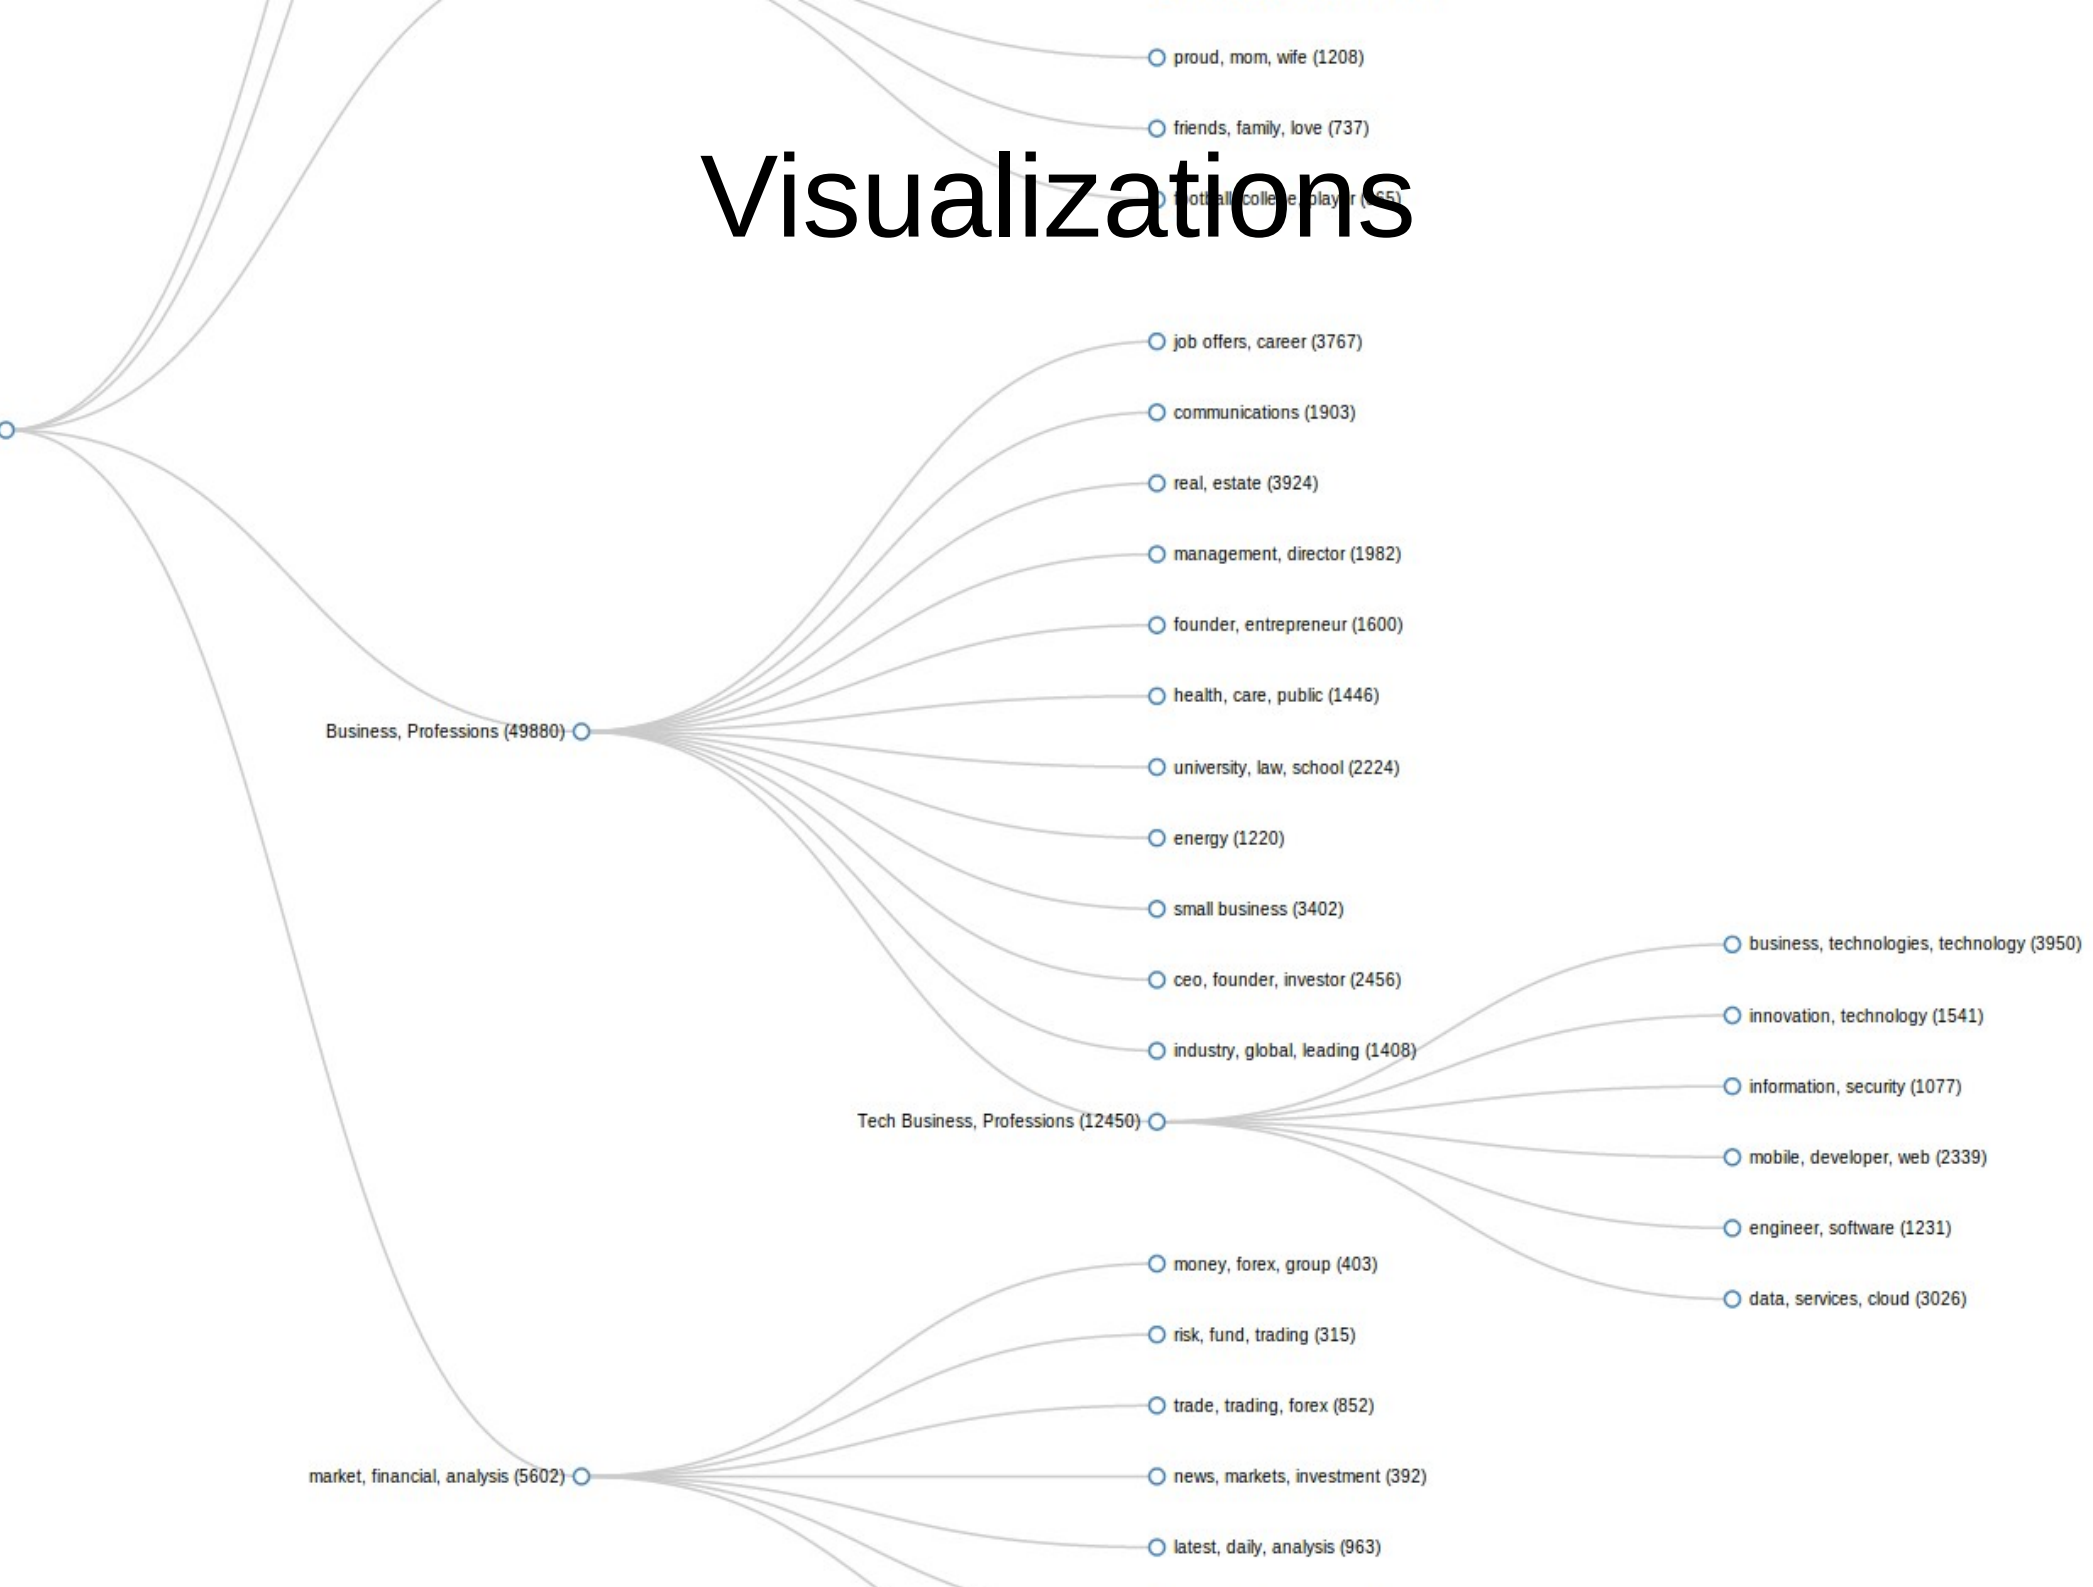 proud, mom, wife (1208)
friends, family, love (737)
Visualizations
football, college, player
job offers, career (3767)
communications (1903)
real, estate (3924)
management, director (1982)
founder, entrepreneur (1600)
health, care, public (1446)
Business, Professions (49880)
university, law, school (2224)
energy (1220)
small business (3402)
business, technologies, technology (3950)
ceo, founder, investor (2456)
innovation, technology (1541)
industry, global, leading (1408)
information, security (1077)
Tech Business, Professions (12450)
mobile, developer, web (2339)
engineer, software (1231)
money, forex, group (403)
data, services, cloud (3026)
risk, fund, trading (315)
trade, trading, forex (852)
market, financial, analysis (5602)
news, markets, investment (392)
latest, daily, analysis (963)